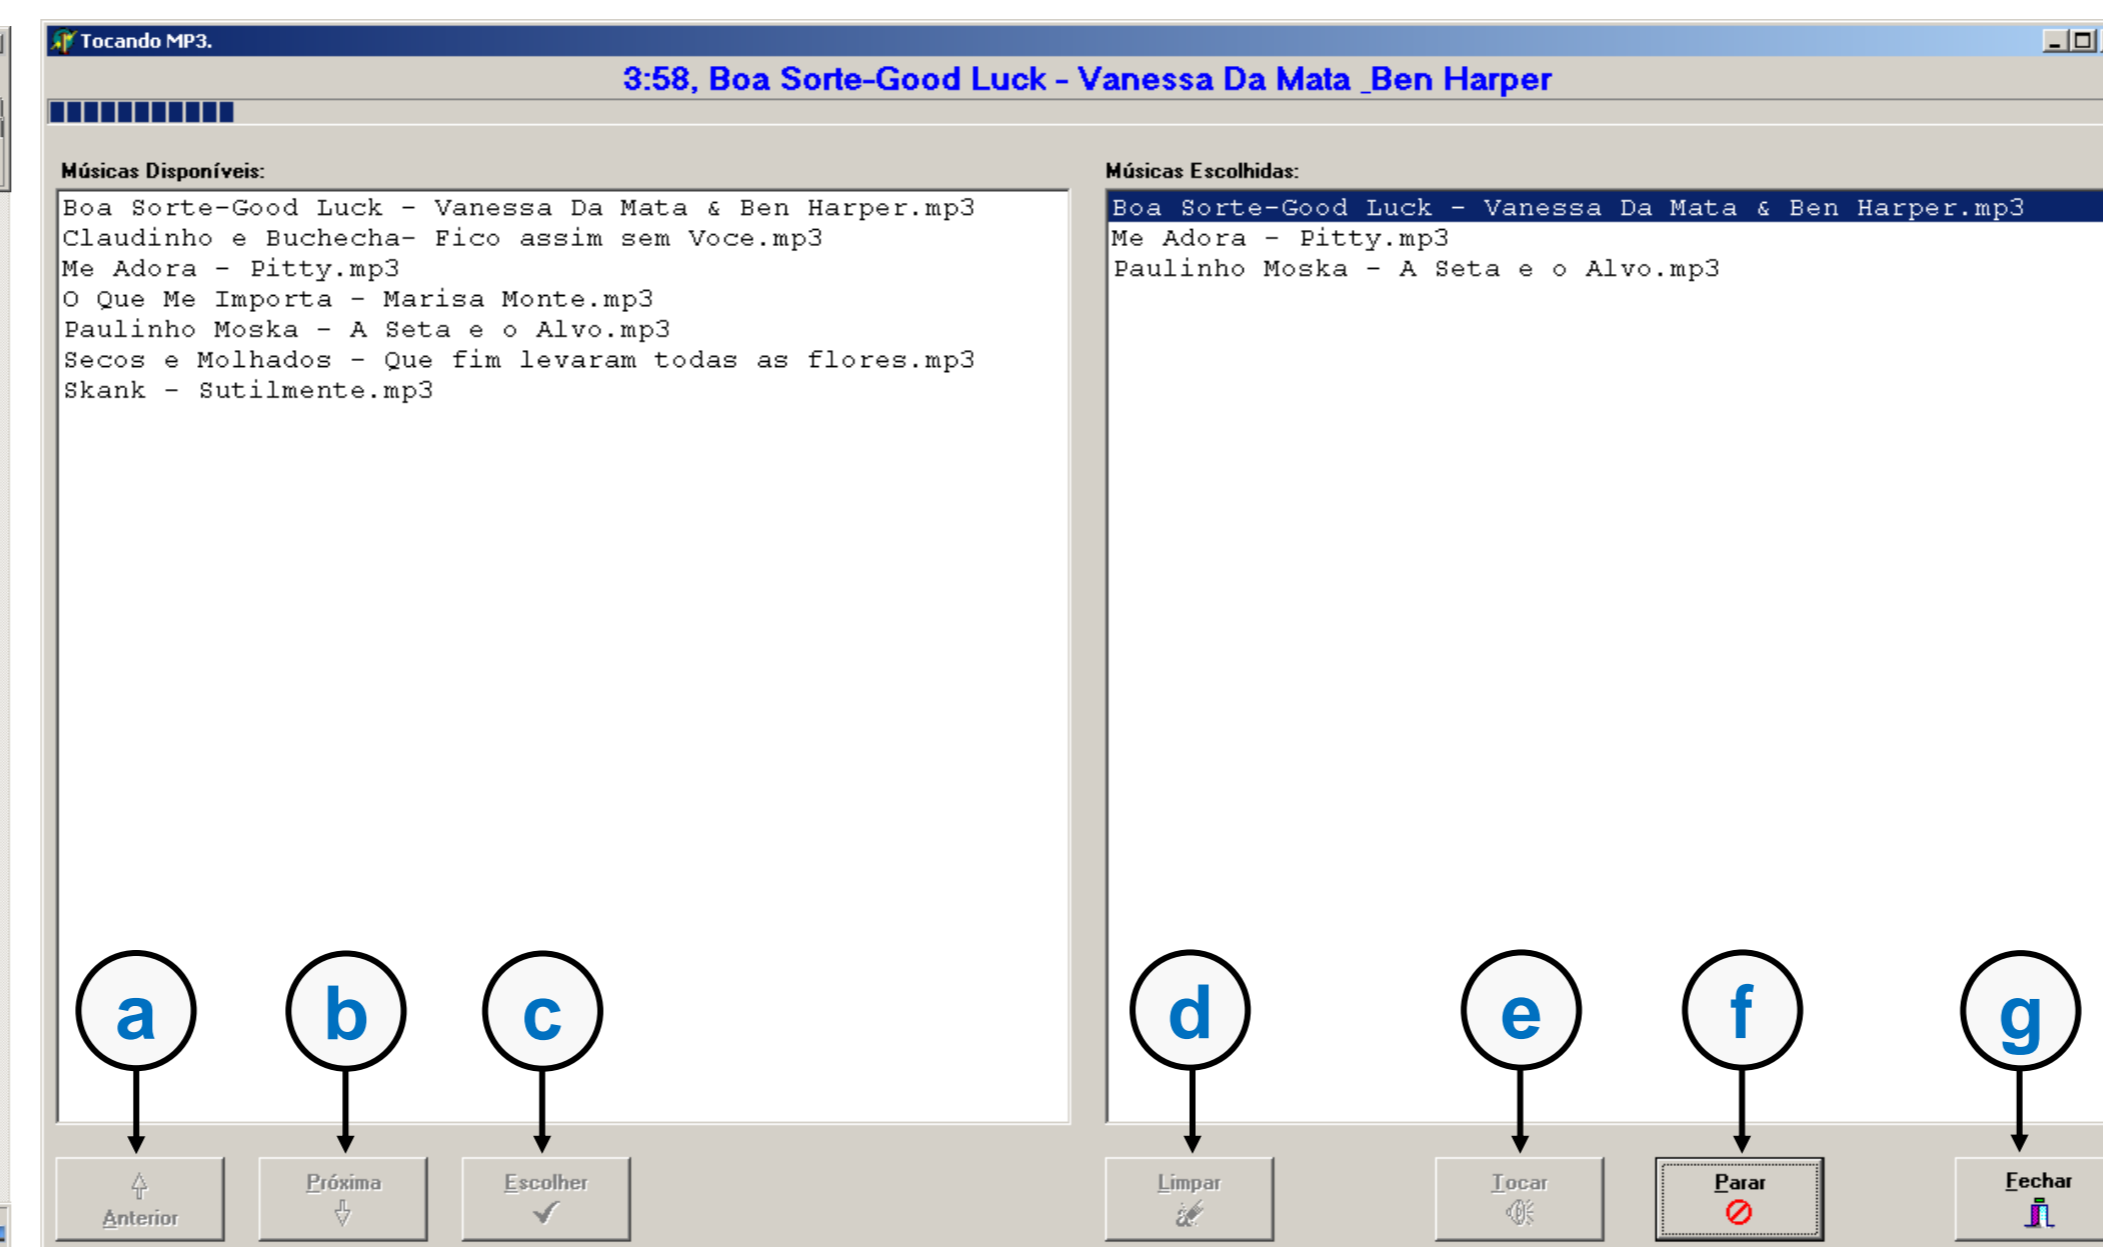 Tocando MP3.
3:58, Boa Sorte-Good Luck - Vanessa Da Mata _Ben Harper
Músicas Disponíveis:
Boa Sorte-Good Luck - Vanessa Da Mata & Ben Harper.mp3
Claudinho e Buchecha- Fico assim sem Voce.mp3
Me Adora - Pitty.mp3
O Que Me Importa - Marisa Monte.mp3
Paulinho Moska - A Seta e o Alvo.mp3
Secos e Molhados - Que fim levaram todas as flores.mp3
Skank - Sutilmente.mp3
Músicas Escolhidas:
Boa Sorte-Good Luck - Vanessa Da Mata & Ben Harper.mp3
Me Adora - Pitty.mp3
Paulinho Moska - A Seta e o Alvo.mp3
a
b
c
d
e
f
g
Anterior
Próxima
Escolher
Limpar
Tocar
Parar
Fechar